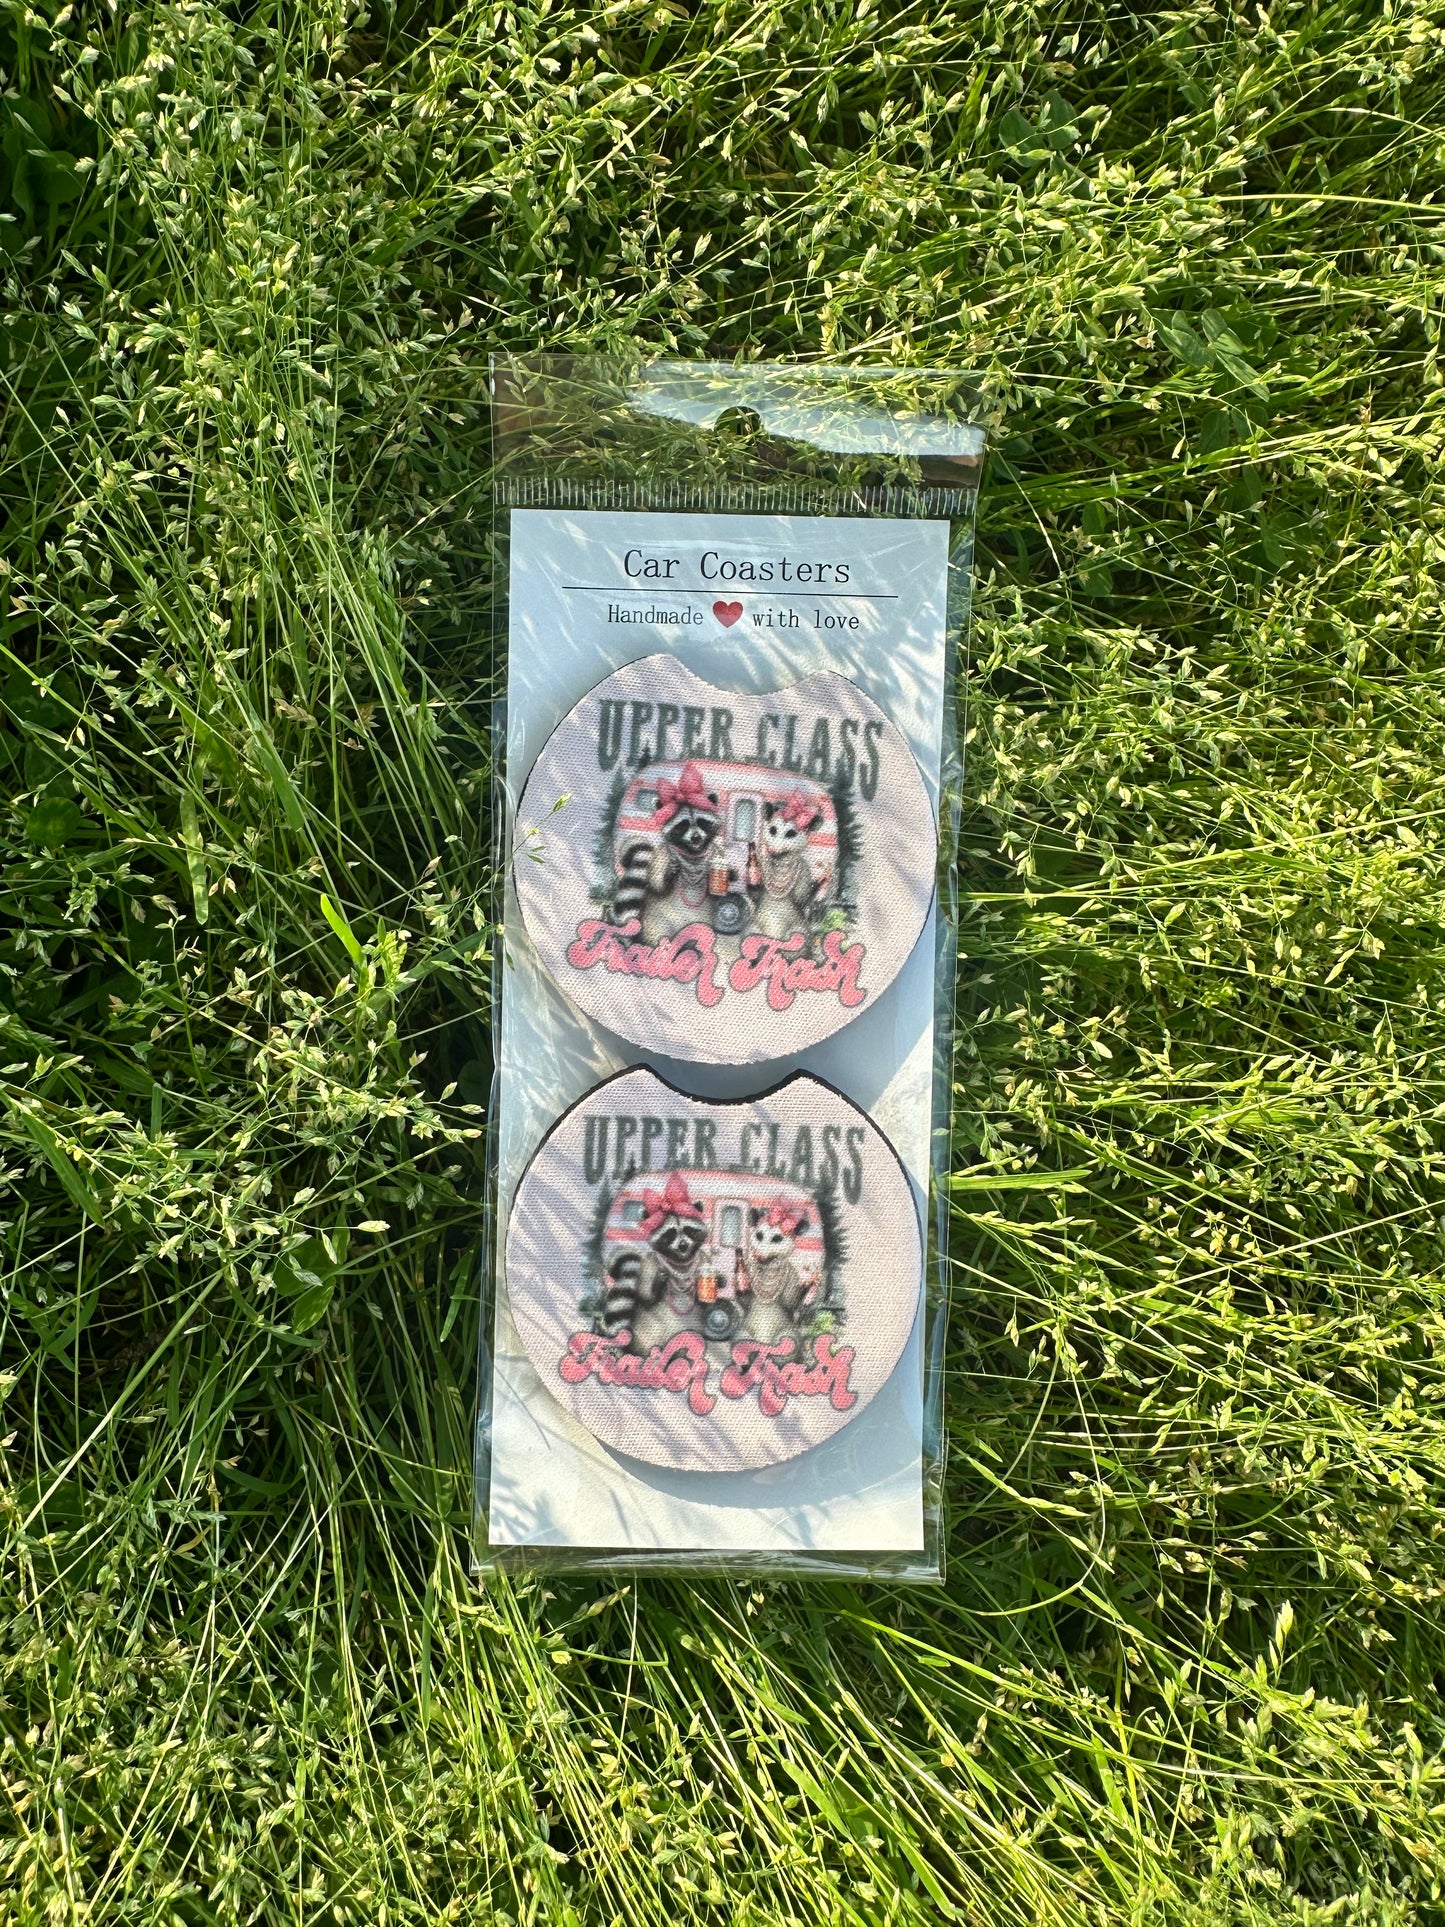 Car Coasters
Handmade ❤ with love
UPPER CLASS
Trailer Trash
UPPER CLASS
Trailer Trash